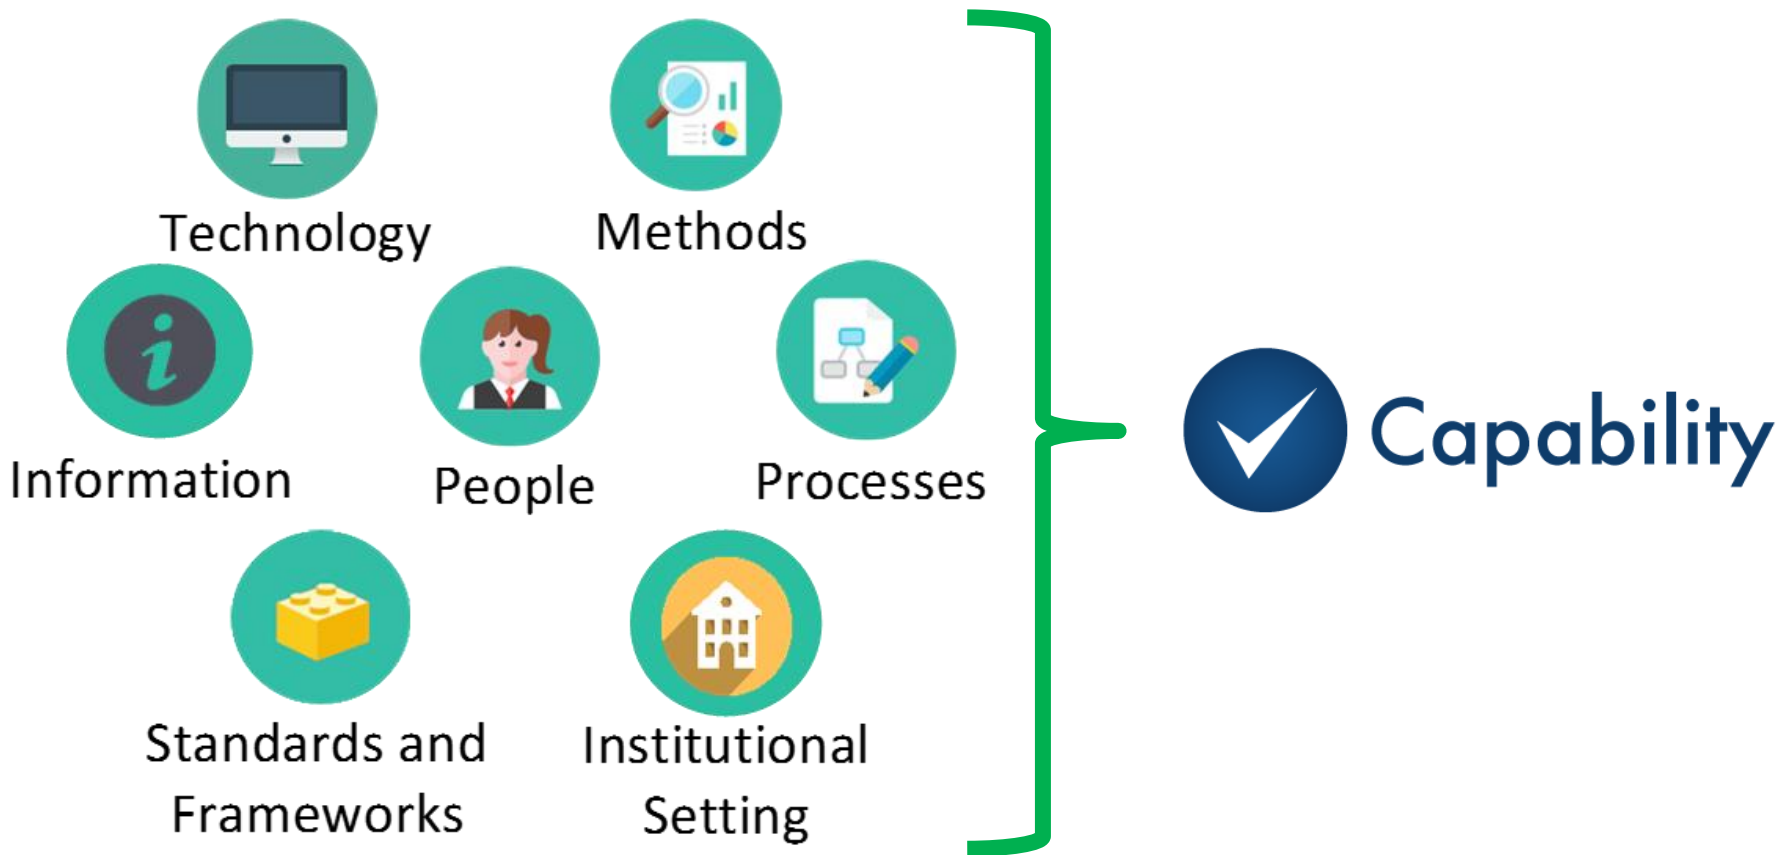 Technology
Methods
Information
People
Processes
Standards and
Frameworks
Institutional
Setting
Capability